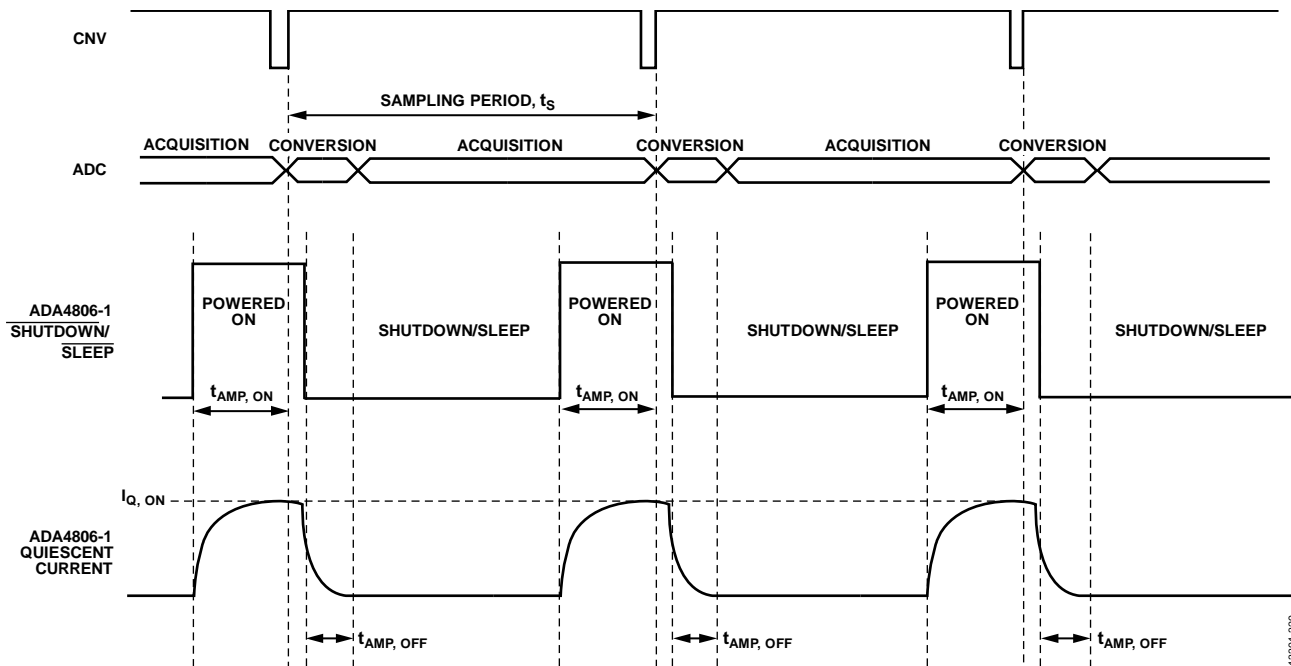 CNV
SAMPLING PERIOD, tS
ACQUISITION CONVERSION ACQUISITION CONVERSION ACQUISITION CONVERSION
ADC
ADA4806-1
SHUTDOWN/
SLEEP
POWERED
ON
SHUTDOWN/SLEEP
POWERED
ON
SHUTDOWN/SLEEP
POWERED
ON
SHUTDOWN/SLEEP
tAMP, ON
tAMP, ON
tAMP, ON
IQ, ON
ADA4806-1
QUIESCENT
CURRENT
tAMP, OFF
tAMP, OFF
tAMP, OFF